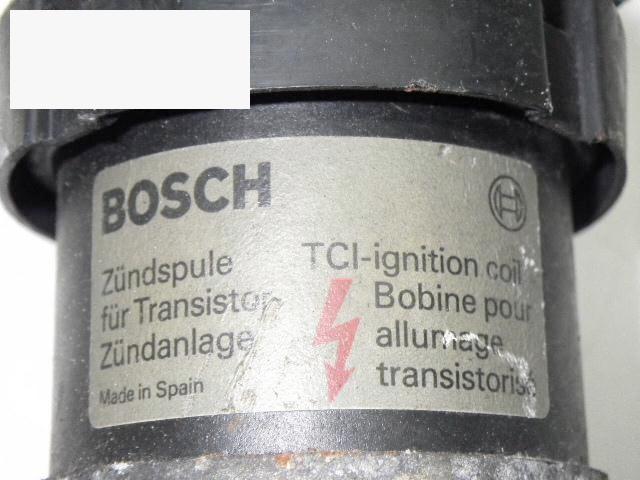 BOSCH
Zündspule
für Transistor
Zündanlage
Made in Spain
TCI-ignition coil
Bobine pour
allumage
transistorisé